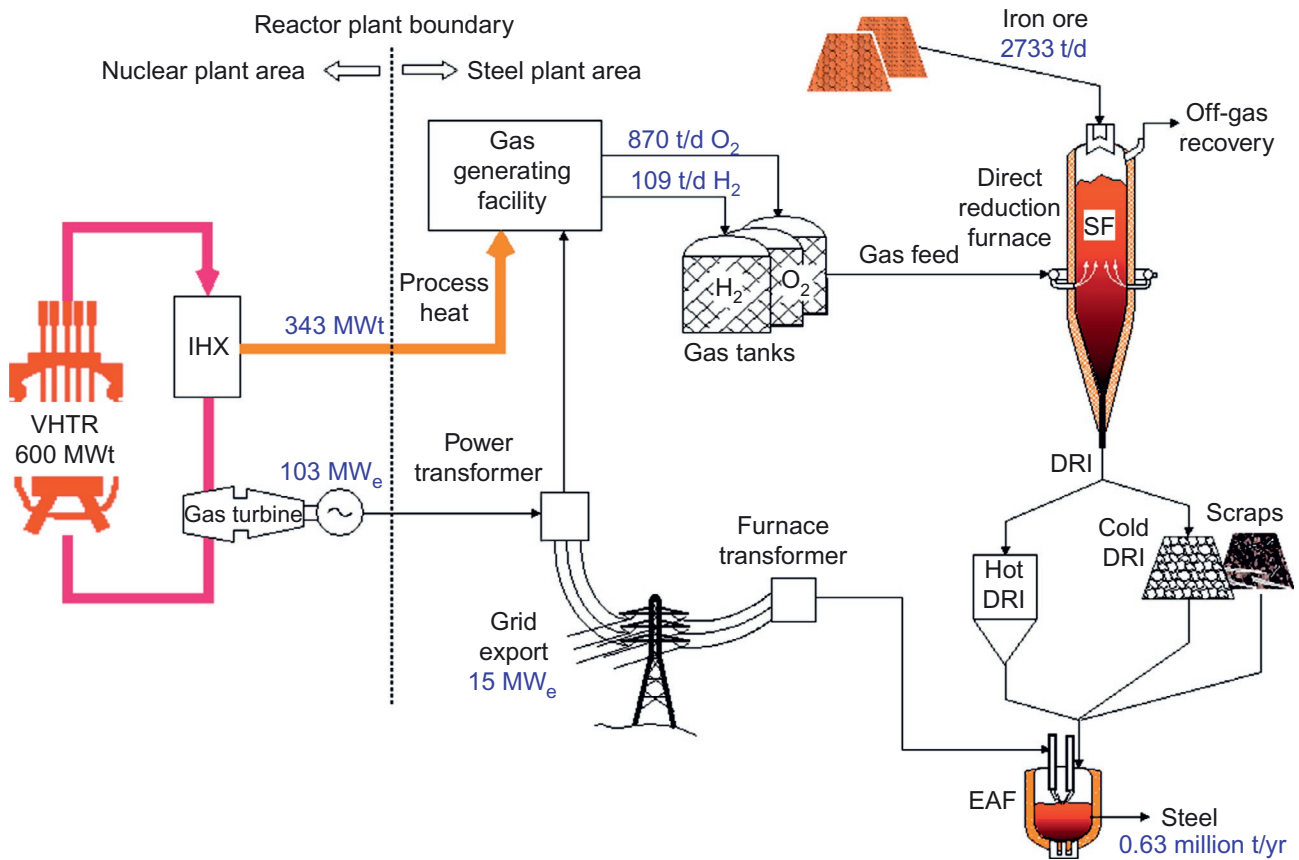 Reactor plant boundary
Nuclear plant area
Steel plant area
Iron ore
2733 t/d
Off-gas
recovery
Gas
generating
facility
870 t/d O₂
109 t/d H₂
Direct
reduction
furnace
SF
Gas feed
H₂
O₂
Gas tanks
Process
heat
343 MWt
IHX
VHTR
600 MWt
103 MWₑ
Gas turbine
Power
transformer
Grid
export
15 MWₑ
Furnace
transformer
DRI
Hot
DRI
Cold
DRI
Scraps
EAF
Steel
0.63 million t/yr